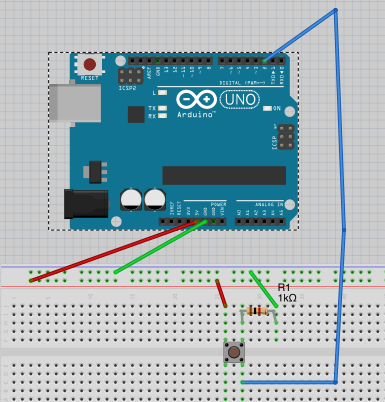 RESET
ICSP2
AREF
GND
13
12
~11
~10
~9
8
7
~6
~5
4
~3
2
TX►1
RX◄0
DIGITAL (PWM=~)
L
TX
RX
UNO
ON
Arduino™
ICSP
IOREF
RESET
3V3
5V
GND
GND
VIN
POWER
ANALOG IN
A0
A1
A2
A3
A4
A5
R1
1kΩ